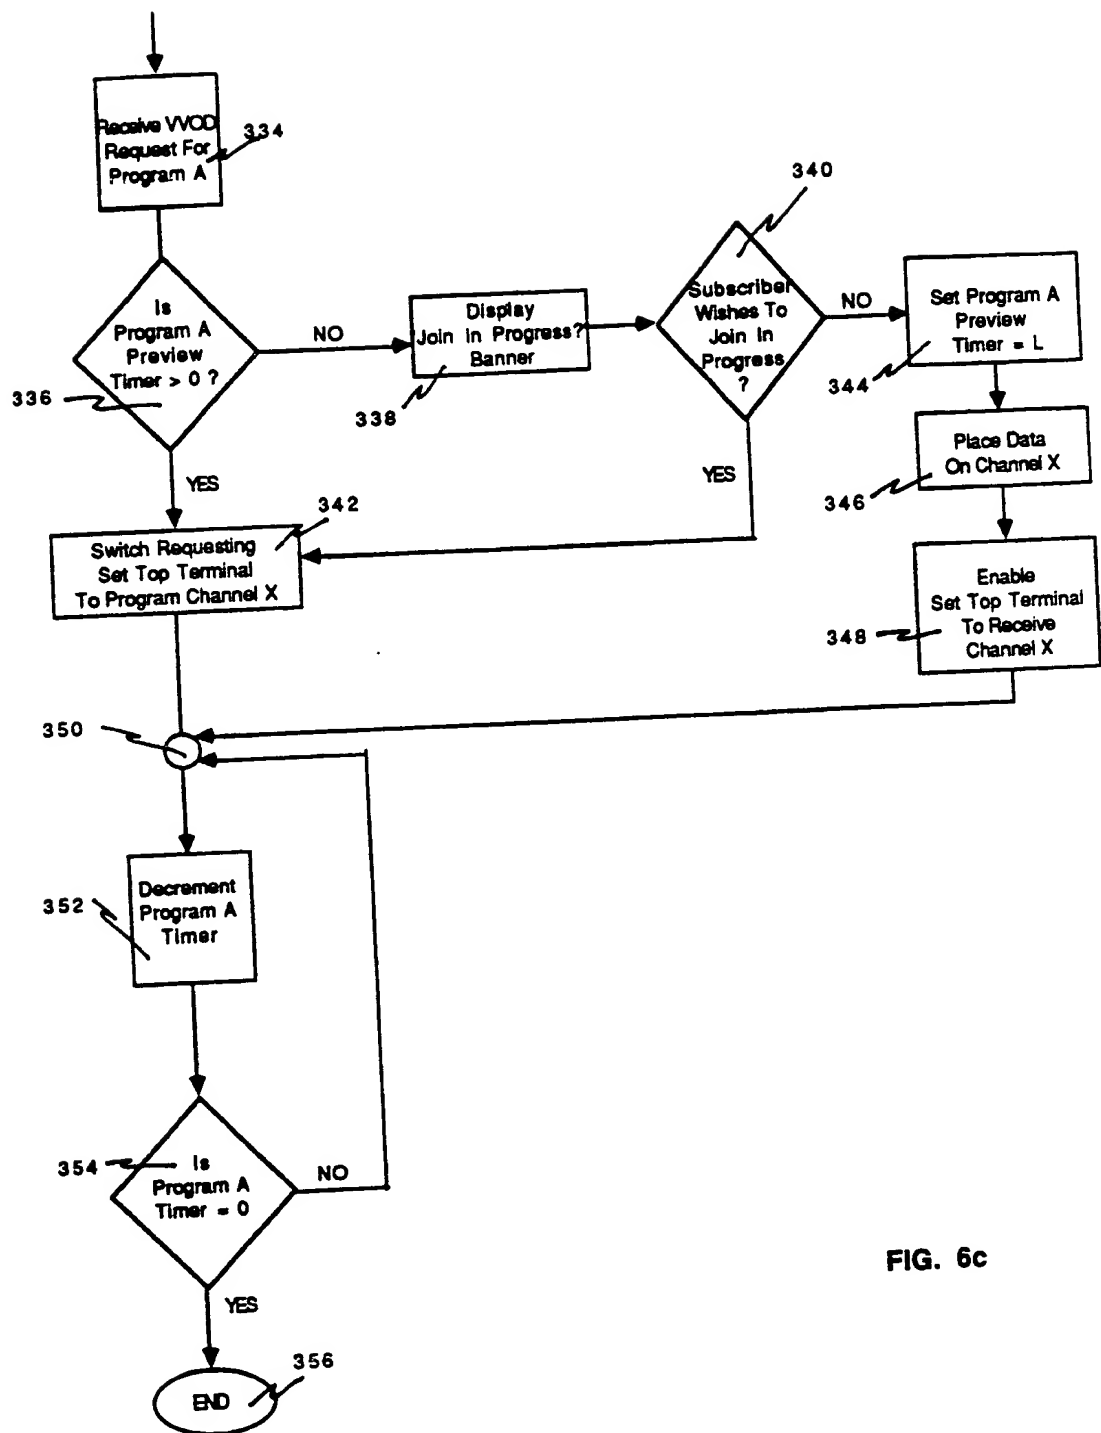 Receive VVOD
Request For
Program A
334
Is
Program A
Preview
Timer > 0 ?
336
NO
Display
Join In Progress?
Banner
338
340
Subscriber
Wishes To
Join In
Progress
?
NO
Set Program A
Preview
Timer = L
344
Place Data
On Channel X
346
Enable
Set Top Terminal
To Receive
Channel X
348
YES
YES
342
Switch Requesting
Set Top Terminal
To Program Channel X
350
Decrement
Program A
Timer
352
Is
Program A
Timer = 0
354
NO
YES
END
356
FIG. 6c